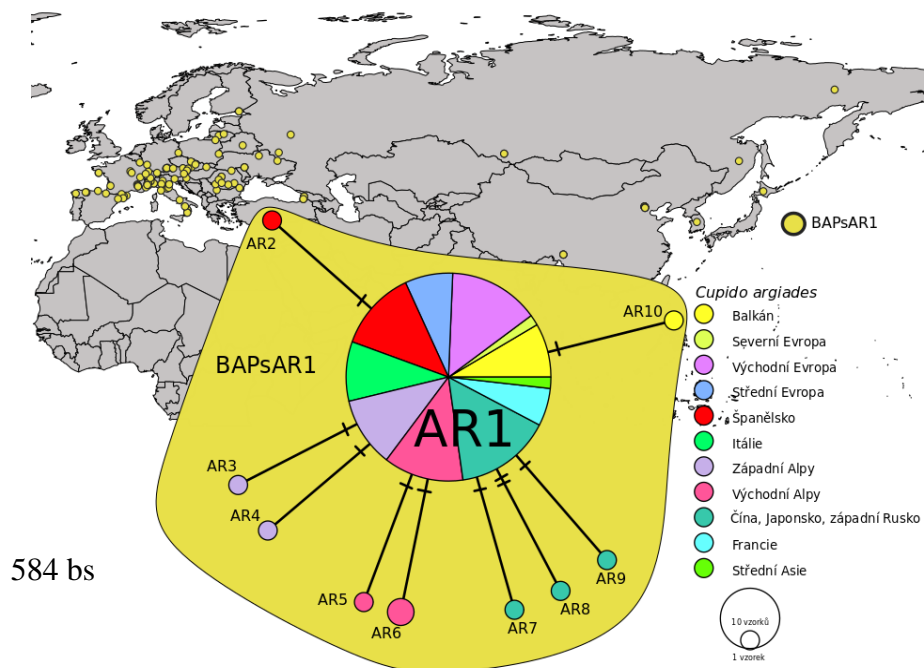 BAPsAR1
AR2
Cupido argiades
AR10
Balkán
Severní Evropa
BAPsAR1
Východní Evropa
Střední Evropa
AR1
Španělsko
Itálie
AR3
Západní Alpy
Východní Alpy
AR4
Čína, Japonsko, západní Rusko
Francie
584 bs
AR9
Střední Asie
AR5
AR8
AR7
AR6
10 vzorků
1 vzorek